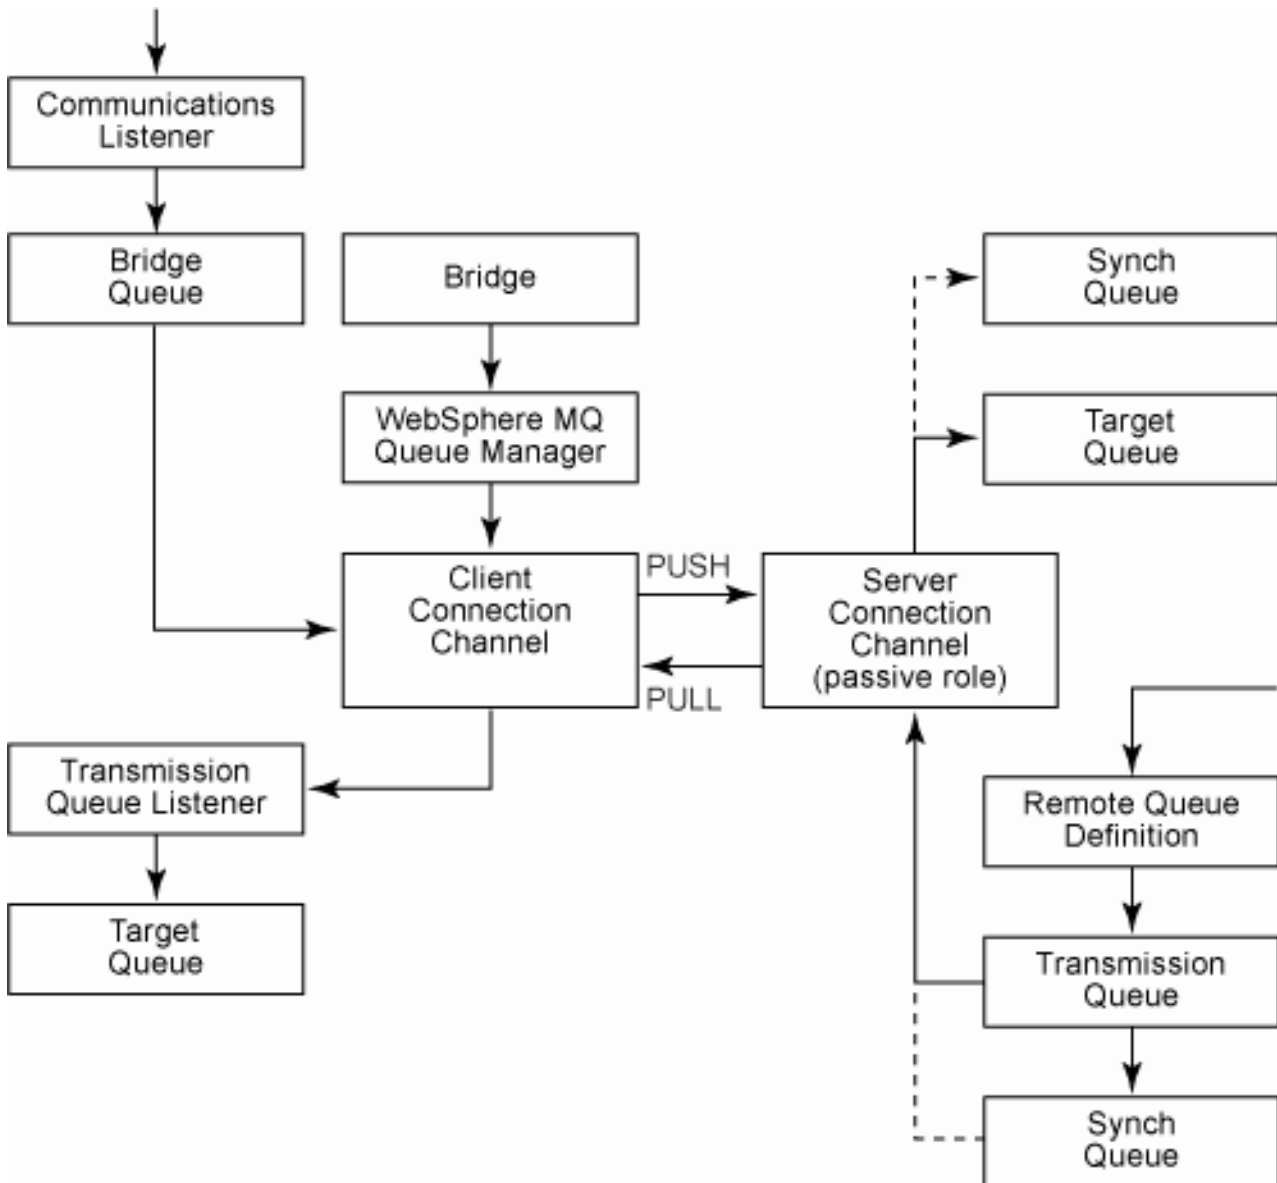 Communications
Listener
Bridge
Queue
Bridge
Synch
Queue
WebSphere MQ
Queue Manager
Target
Queue
PUSH
Client
Connection
Channel
Server
Connection
Channel
(passive role)
PULL
Transmission
Queue Listener
Remote Queue
Definition
Target
Queue
Transmission
Queue
Synch
Queue